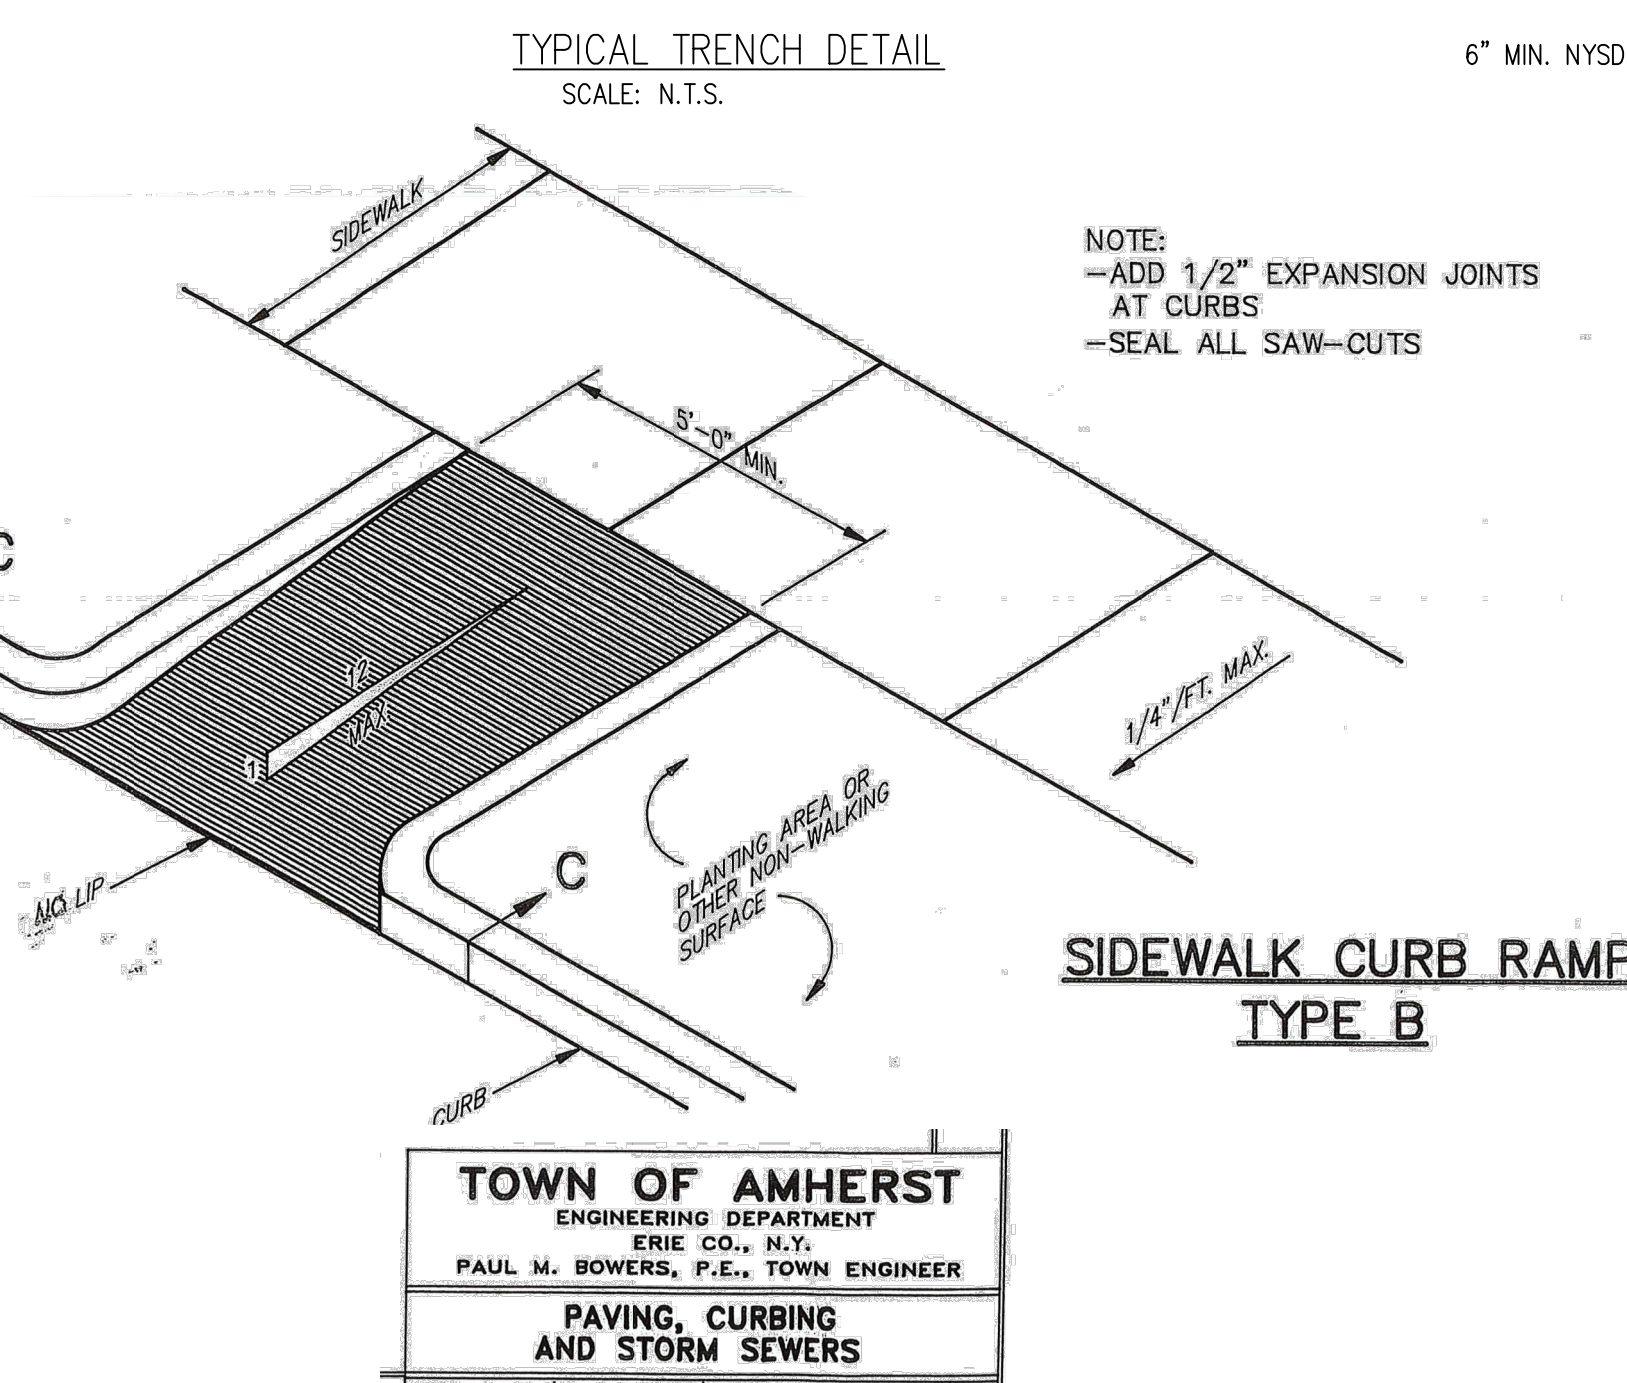 TYPICAL TRENCH DETAIL
SCALE: N.T.S.
6" MIN. NYSD
SIDEWALK
NOTE:
-ADD 1/2" EXPANSION JOINTS
AT CURBS
-SEAL ALL SAW-CUTS
5'-0" MIN.
C
12
MAX.
1
1/4"/FT. MAX.
PLANTING AREA OR
OTHER NON-WALKING
SURFACE
C
NO LIP
CURB
SIDEWALK CURB RAMP
TYPE B
TOWN OF AMHERST
ENGINEERING DEPARTMENT
ERIE CO., N.Y.
PAUL M. BOWERS, P.E., TOWN ENGINEER
PAVING, CURBING
AND STORM SEWERS